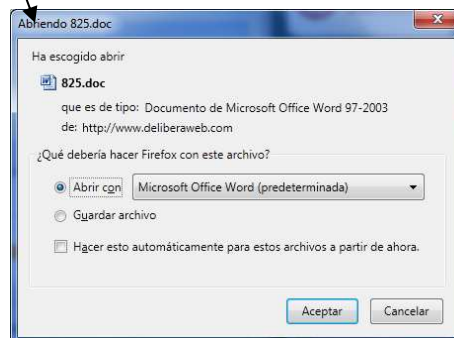 Abriendo 825.doc
Ha escogido abrir
825.doc
que es de tipo: Documento de Microsoft Office Word 97-2003
de: http://www.deliberaweb.com
¿Qué debería hacer Firefox con este archivo?
Abrir con Microsoft Office Word (predeterminada)
Guardar archivo
Hacer esto automáticamente para estos archivos a partir de ahora.
Aceptar Cancelar